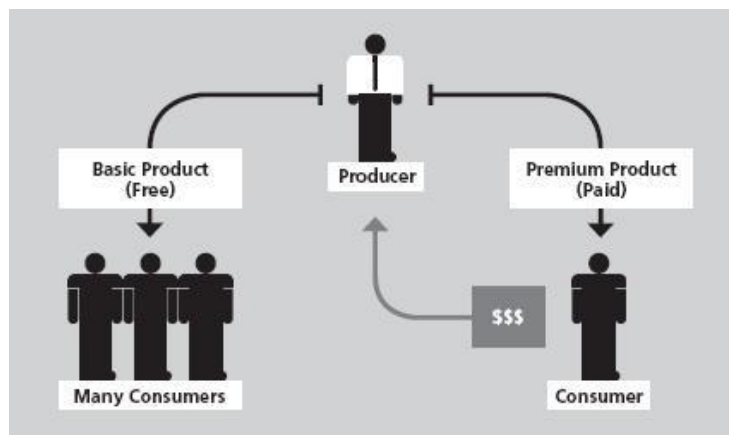 Producer
Basic Product
(Free)
Premium Product
(Paid)
$$$
Many Consumers
Consumer